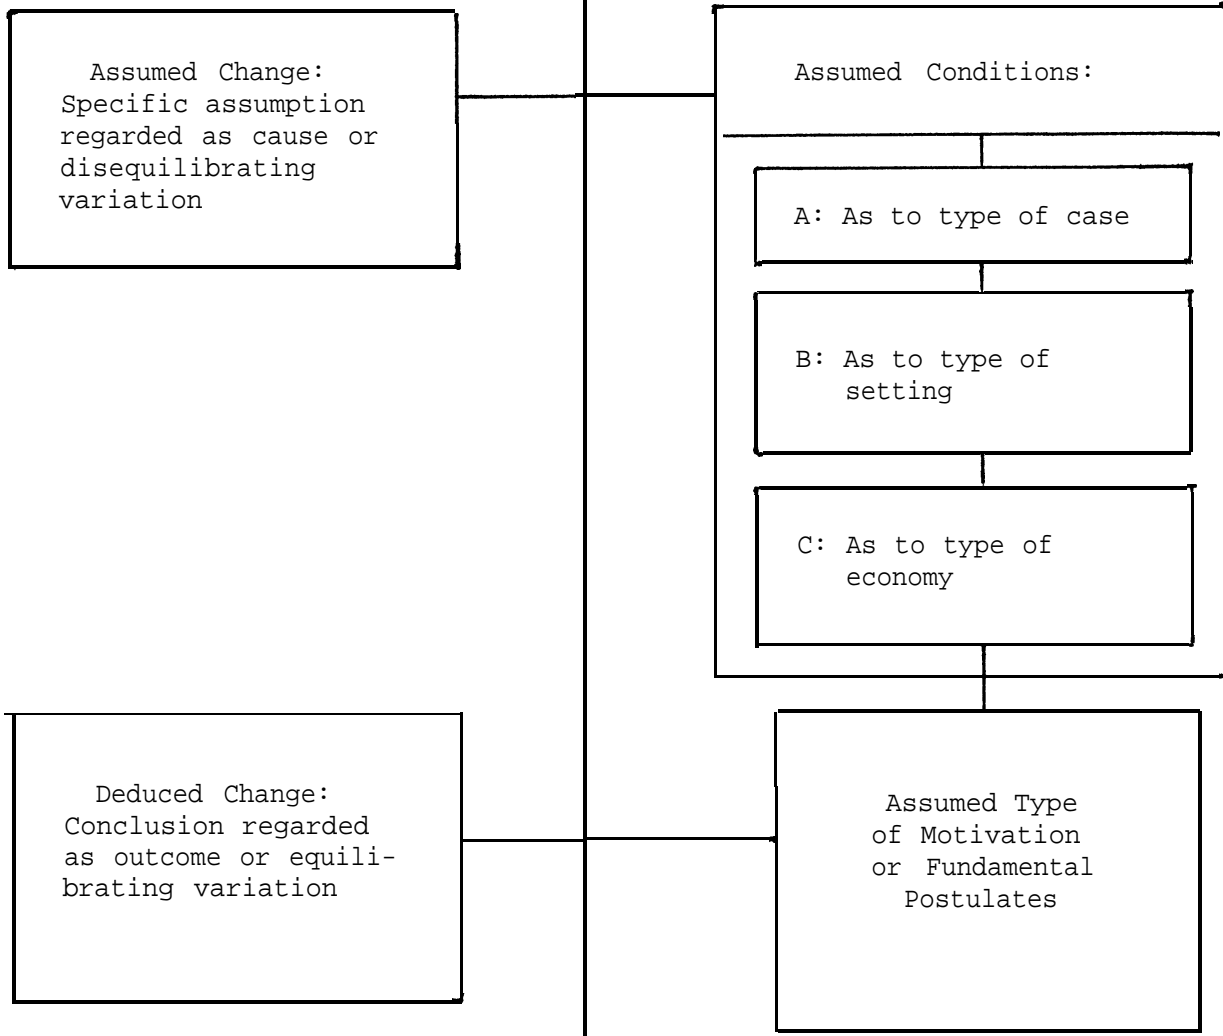 Assumed Change:
Specific assumption
regarded as cause or
disequilibrating
variation
Assumed Conditions:
A: As to type of case
B: As to type of
setting
C: As to type of
economy
Deduced Change:
Conclusion regarded
as outcome or equili-
brating variation
Assumed Type
of Motivation
or Fundamental
Postulates